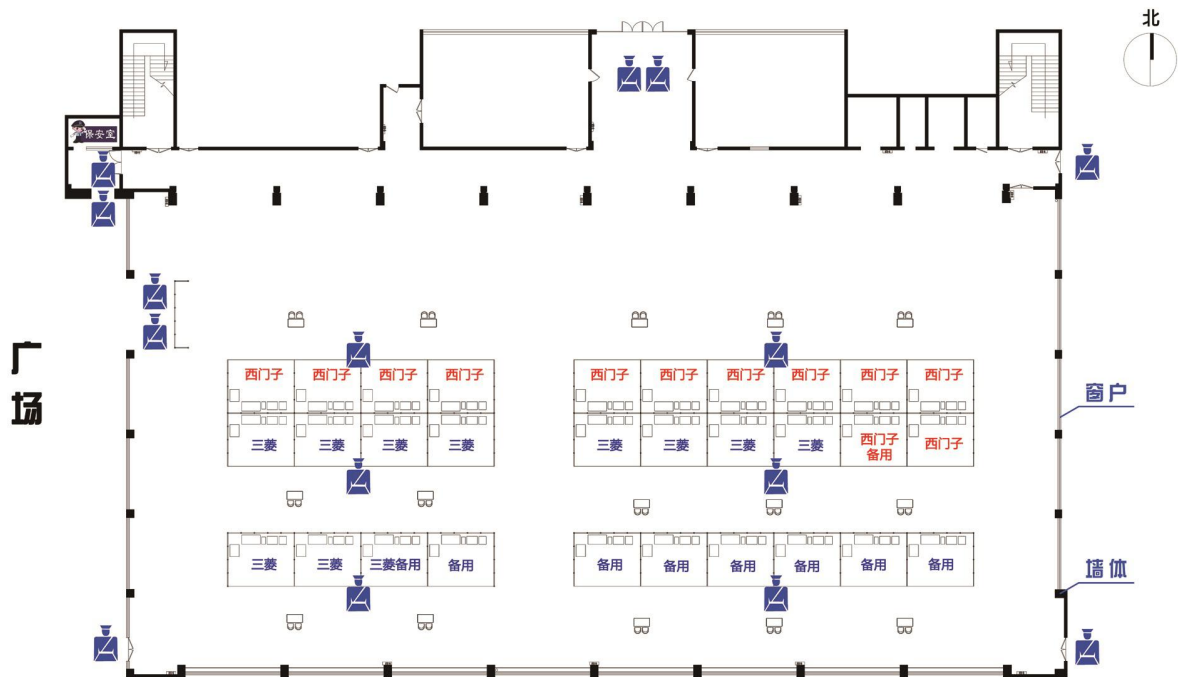 北
保安室
广
场
西门子 西门子 西门子 西门子 西门子 西门子 西门子 西门子 西门子 西门子
三菱 三菱 三菱 三菱 三菱 三菱 三菱 三菱 西门子 西门子
备用
三菱 三菱 三菱备用 备用 备用 备用 备用 备用 备用 备用
窗户
墙体